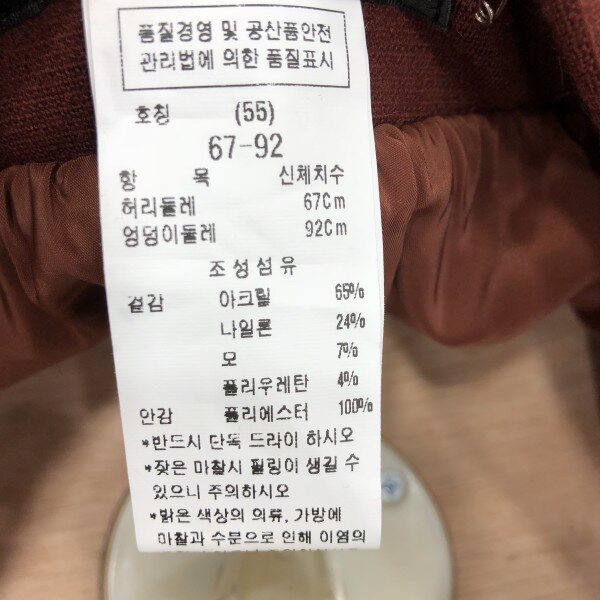 품질경영 및 공산품안전
관리법에 의한 품질표시
호칭 (55)
67-92
항 목 신체치수
허리둘레 67Cm
엉덩이둘레 92Cm
조성섬유
겉감 아크릴 65%
나일론 24%
모 7%
폴리우레탄 4%
안감 폴리에스터 100%
*반드시 단독 드라이 하시오
*잦은 마찰시 필링이 생길 수
있으니 주의하시오
*밝은 색상의 의류, 가방에
마찰과 수분으로 인해 이염의